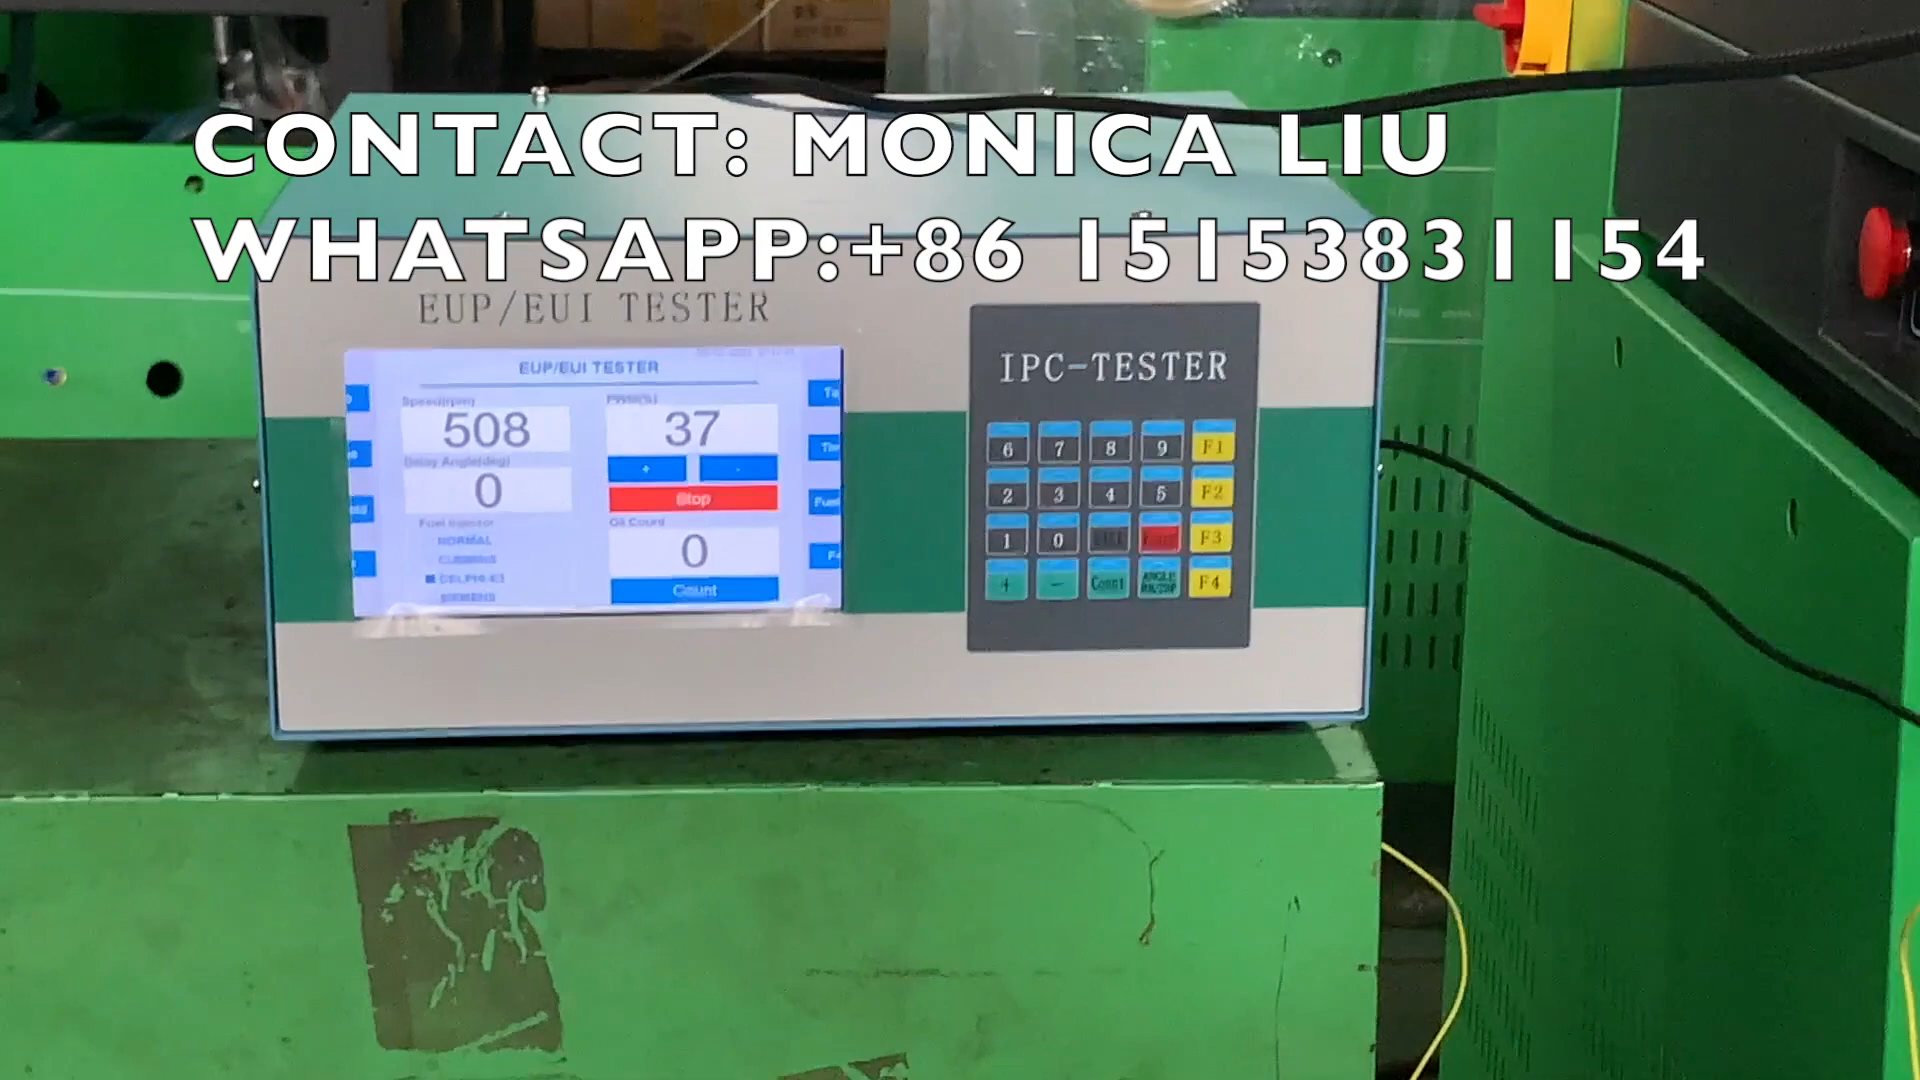 CONTACT: MONICA LIU
WHATSAPP:+86 15153831154
EUP/EUI TESTER
EUP/EUI TESTER
Speed(rpm)
PWM(%)
508
37
+
-
Delay Angle(deg)
0
Stop
Fuel Injector
Oil Count
NORMAL
0
CUMMINS
DELPHI-E3
SIEMENS
Count
IPC-TESTER
6 7 8 9 F1
2 3 4 5 F2
1 0 F3
+ - Count ANGLE F4